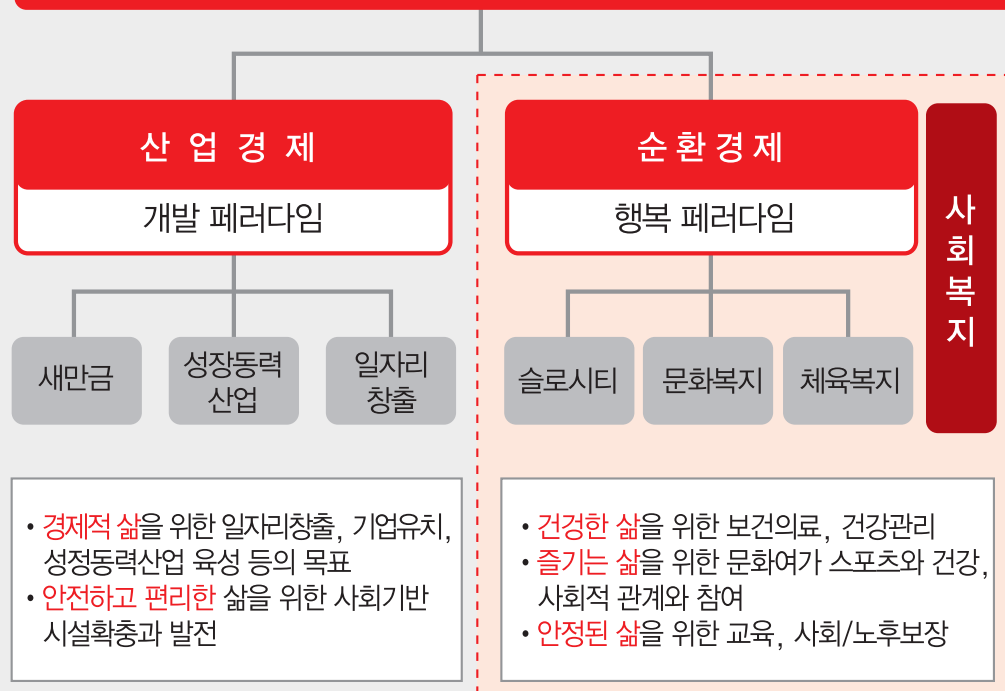 산 업 경 제
개발 페러다임
새만금
성장동력
산업
일자리
창출
• 경제적 삶을 위한 일자리창출, 기업유치,
성정동력산업 육성 등의 목표
• 안전하고 편리한 삶을 위한 사회기반
시설확충과 발전
순환경제
행복 페러다임
슬로시티
문화복지
체육복지
사회복지
• 건겅한 삶을 위한 보건의료, 건강관리
• 즐기는 삶을 위한 문화여가 스포츠와 건강,
사회적 관계와 참여
• 안정된 삶을 위한 교육, 사회/노후보장